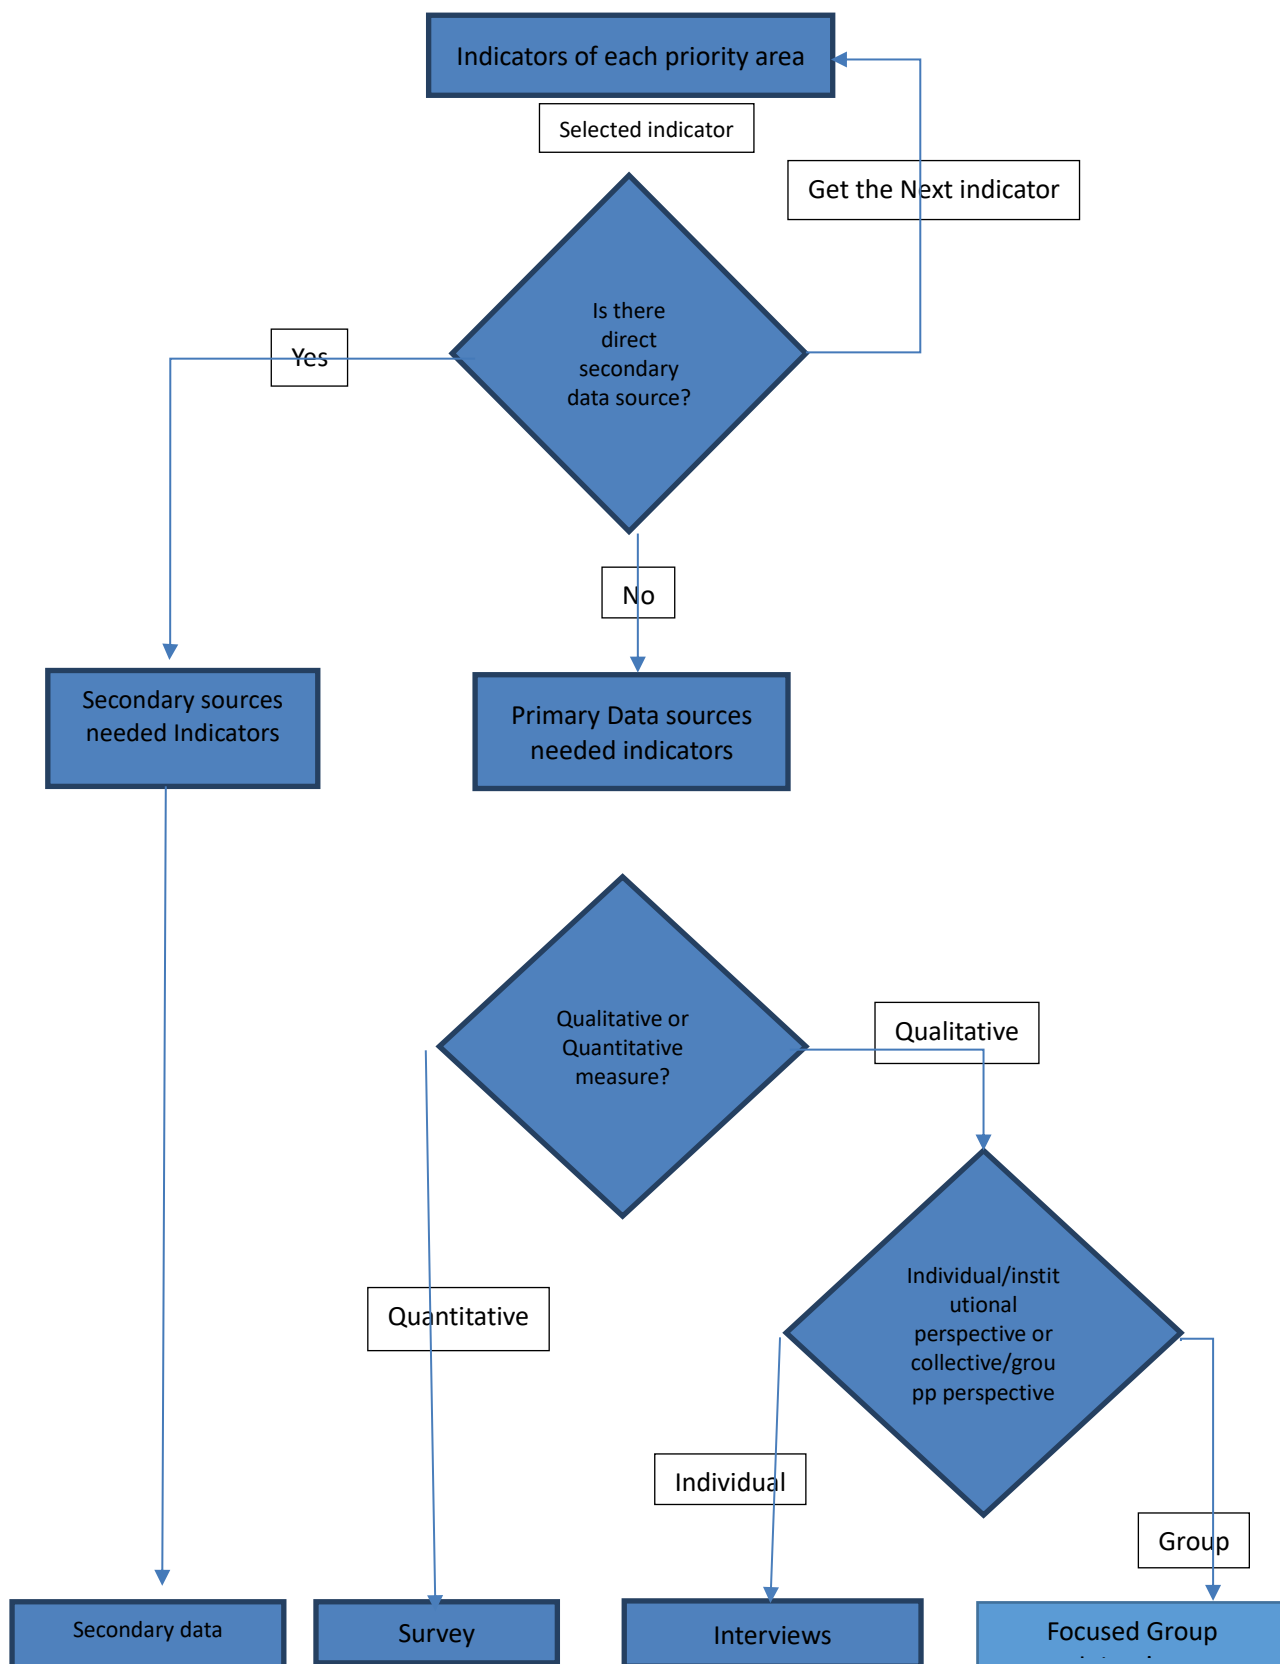 Indicators of each priority area
Selected indicator
Get the Next indicator
Is there
direct
secondary
data source?
Yes
No
Secondary sources
needed Indicators
Primary Data sources
needed indicators
Qualitative or
Quantitative
measure?
Qualitative
Individual/instit
utional
perspective or
collective/grou
pp perspective
Quantitative
Individual
Group
Secondary data
Survey
Interviews
Focused Group